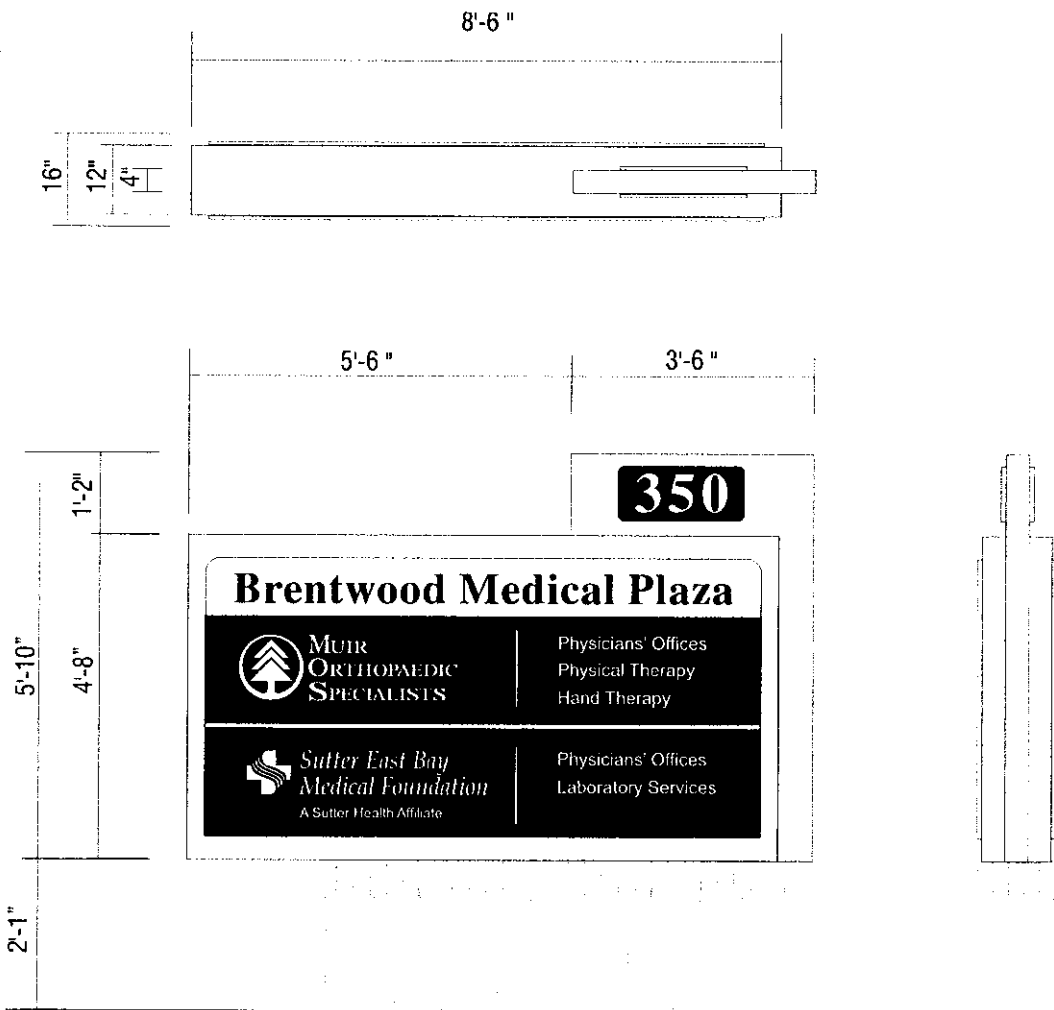 8'-6 "
16"
12"
4"
5'-6 "
3'-6 "
1'-2"
350
5'-10"
4'-8"
Brentwood Medical Plaza
MUIR
ORTHOPAEDIC
SPECIALISTS
Physicians' Offices
Physical Therapy
Hand Therapy
Sutter East Bay
Medical Foundation
A Sutter Health Affiliate
Physicians' Offices
Laboratory Services
2'-1"